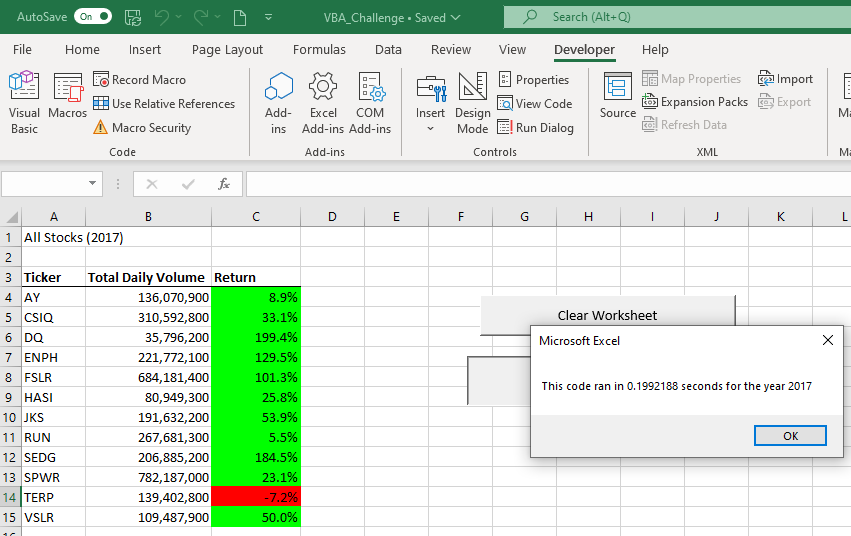 AutoSave On VBA_Challenge • Saved Search (Alt+Q)
File Home Insert Page Layout Formulas Data Review View Developer Help
Visual Basic
Macros
Record Macro
Use Relative References
Macro Security
Code
Add-ins
Excel Add-ins
COM Add-ins
Add-ins
Insert
Design Mode
Properties
View Code
Run Dialog
Controls
Source
Map Properties
Expansion Packs
Refresh Data
Import
Export
XML
Ma
Ma
fx
A B C D E F G H I J K L
1 All Stocks (2017)
2
3 Ticker Total Daily Volume Return
4 AY 136,070,900 8.9%
5 CSIQ 310,592,800 33.1%
6 DQ 35,796,200 199.4%
7 ENPH 221,772,100 129.5%
8 FSLR 684,181,400 101.3%
9 HASI 80,949,300 25.8%
10 JKS 191,632,200 53.9%
11 RUN 267,681,300 5.5%
12 SEDG 206,885,200 184.5%
13 SPWR 782,187,000 23.1%
14 TERP 139,402,800 -7.2%
15 VSLR 109,487,900 50.0%
Clear Worksheet
Microsoft Excel
This code ran in 0.1992188 seconds for the year 2017
OK